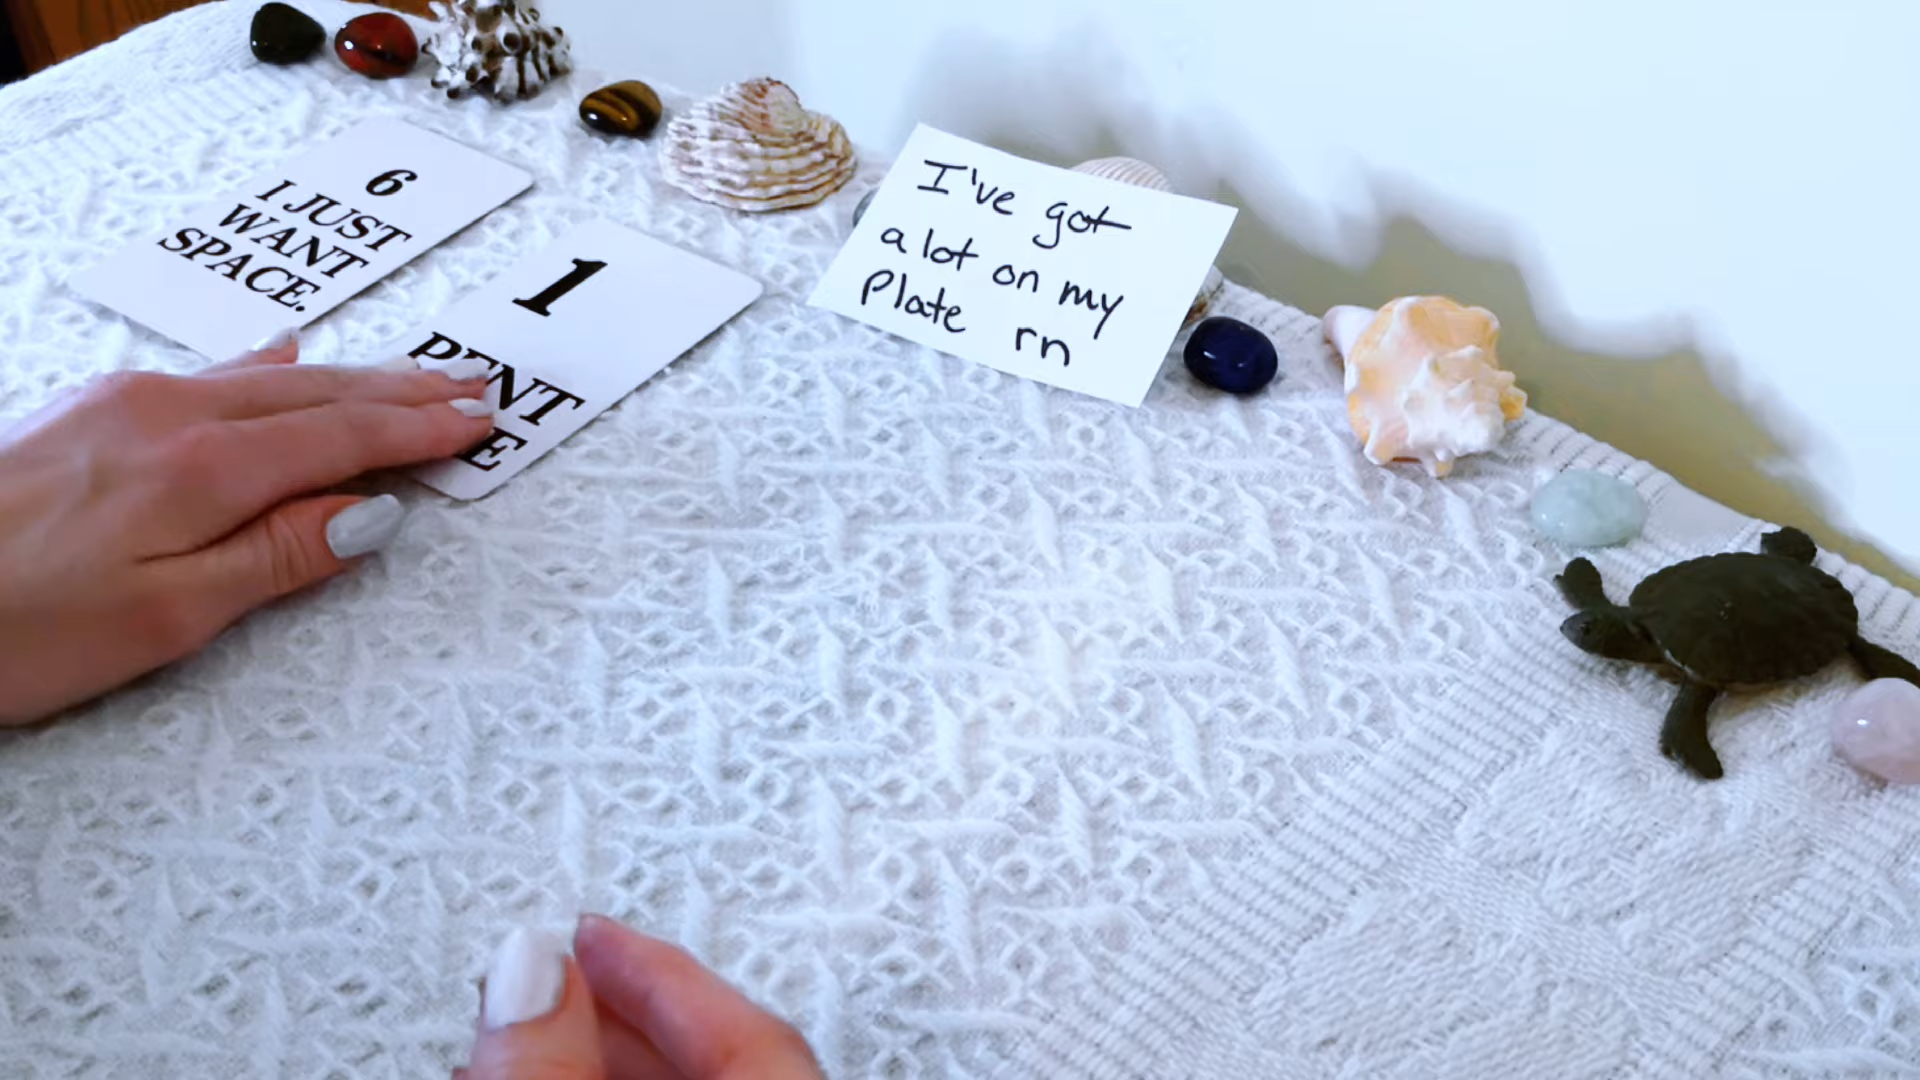 6
I JUST
WANT
SPACE.
1
I've got
a lot on my
Plate rn